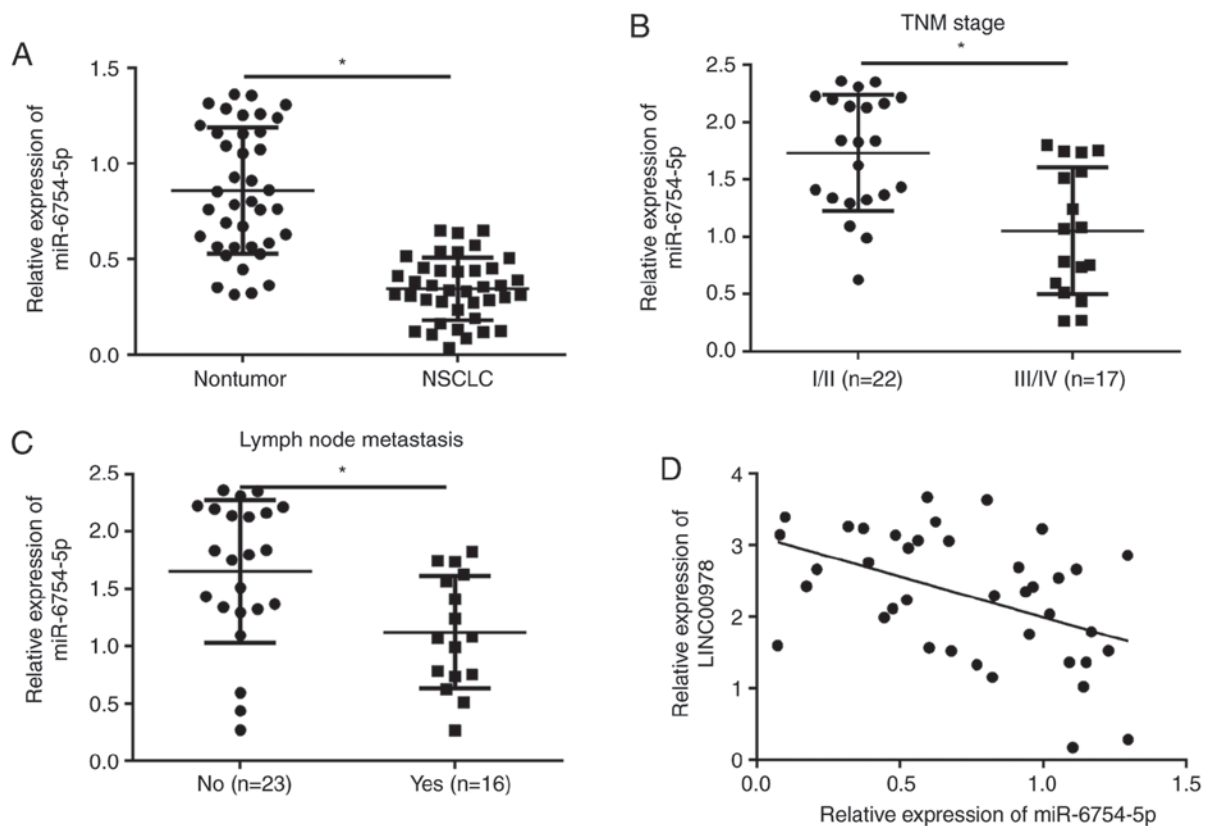 A
Relative expression of
miR-6754-5p
*
1.5
1.0
0.5
0.0
Nontumor
NSCLC
B
TNM stage
Relative expression of
miR-6754-5p
*
2.5
2.0
1.5
1.0
0.5
0.0
I/II (n=22)
III/IV (n=17)
C
Lymph node metastasis
Relative expression of
miR-6754-5p
*
2.5
2.0
1.5
1.0
0.5
0.0
No (n=23)
Yes (n=16)
D
Relative expression of
LINC00978
4
3
2
1
0
0.0
0.5
1.0
1.5
Relative expression of miR-6754-5p